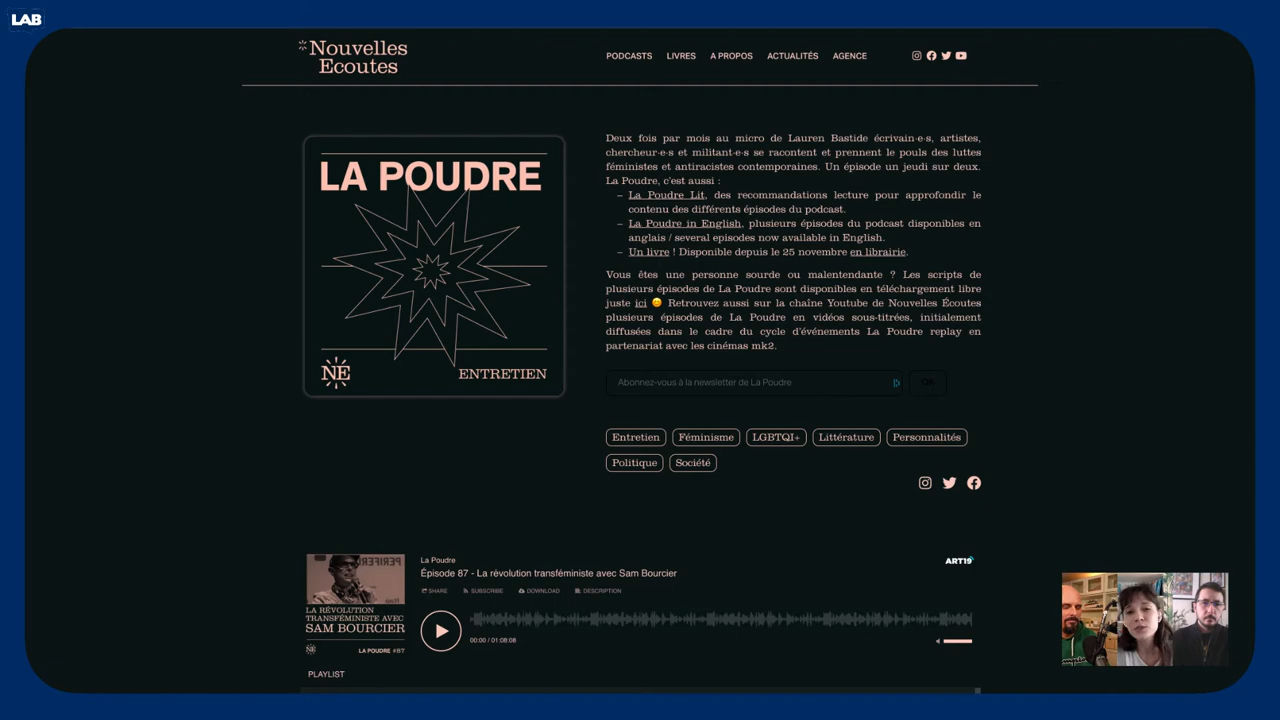 LAB
Nouvelles
Ecoutes
PODCASTS LIVRES A PROPOS ACTUALITÉS AGENCE
LA POUDRE
NE
ENTRETIEN
Deux fois par mois au micro de Lauren Bastide écrivain·e·s, artistes,
chercheur·e·s et militant·e·s se racontent et prennent le pouls des luttes
féministes et antiracistes contemporaines. Un épisode un jeudi sur deux.
La Poudre, c'est aussi :
– La Poudre Lit, des recommandations lecture pour approfondir le
contenu des différents épisodes du podcast.
– La Poudre in English, plusieurs épisodes du podcast disponibles en
anglais / several episodes now available in English.
– Un livre ! Disponible depuis le 25 novembre en librairie.
Vous êtes une personne sourde ou malentendante ? Les scripts de
plusieurs épisodes de La Poudre sont disponibles en téléchargement libre
juste ici 😊 Retrouvez aussi sur la chaîne Youtube de Nouvelles Écoutes
plusieurs épisodes de La Poudre en vidéos sous-titrées, initialement
diffusées dans le cadre du cycle d'événements La Poudre replay en
partenariat avec les cinémas mk2.
Abonnez-vous à la newsletter de La Poudre OK
Entretien Féminisme LGBTQI+ Littérature Personnalités
Politique Société
LA RÉVOLUTION
TRANSFÉMINISTE AVEC
SAM BOURCIER
NE LA POUDRE #87
La Poudre
ART19
Épisode 87 - La révolution transféministe avec Sam Bourcier
SHARE SUBSCRIBE DOWNLOAD DESCRIPTION
00:00 / 01:08:08
PLAYLIST